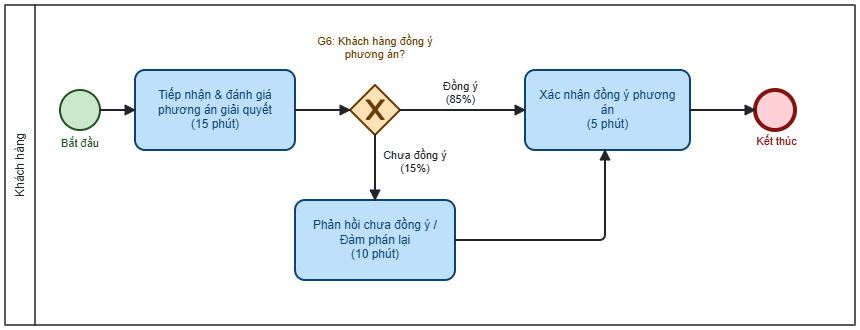 Khách hàng
Bắt đầu
Tiếp nhận & đánh giá
phương án giải quyết
(15 phút)
G6: Khách hàng đồng ý
phương án?
X
Đồng ý
(85%)
Chưa đồng ý
(15%)
Phản hồi chưa đồng ý /
Đàm phán lại
(10 phút)
Xác nhận đồng ý phương
án
(5 phút)
Kết thúc